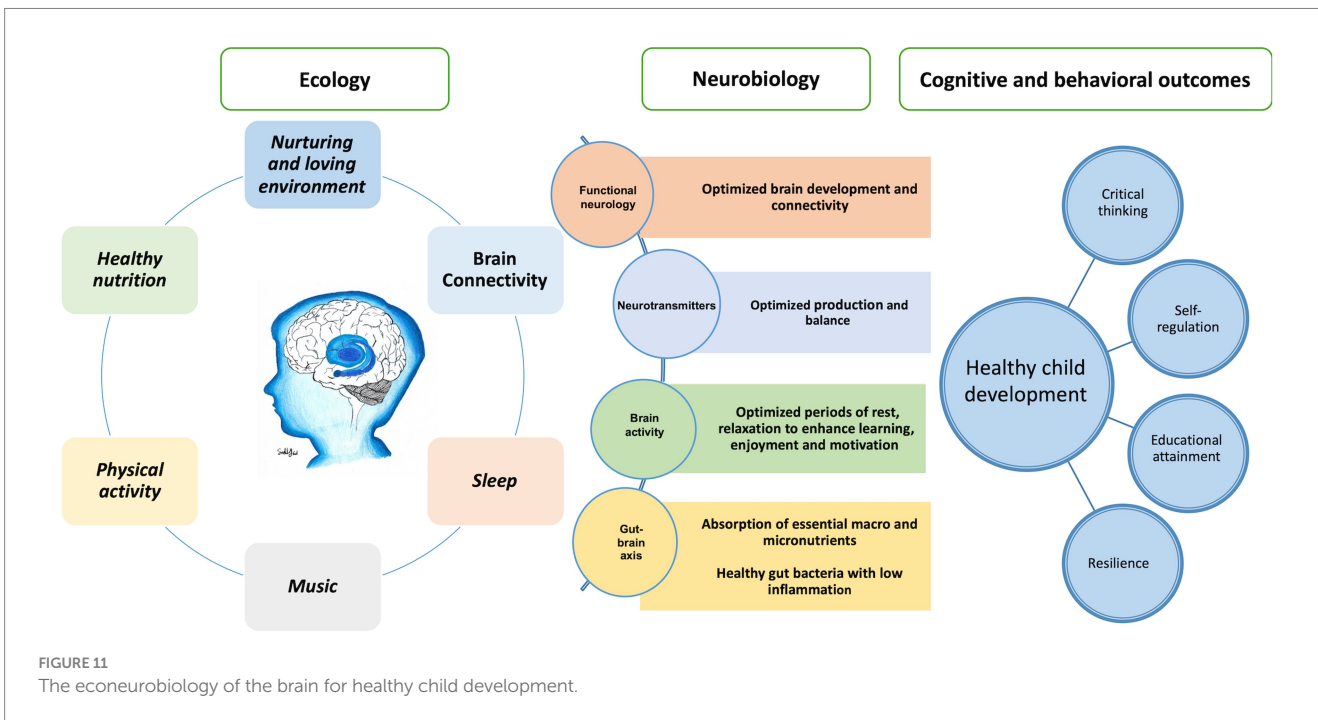 Ecology
Nurturing
and loving
environment
Healthy
nutrition
Brain
Connectivity
Physical
activity
Sleep
Music
Neurobiology
Functional
neurology
Optimized brain development and
connectivity
Neurotransmitters
Optimized production and
balance
Brain
activity
Optimized periods of rest,
relaxation to enhance learning,
enjoyment and motivation
Gut-
brain
axis
Absorption of essential macro and
micronutrients
Healthy gut bacteria with low
inflammation
Cognitive and behavioral outcomes
Healthy child
development
Critical
thinking
Self-
regulation
Educational
attainment
Resilience
FIGURE 11
The econeurobiology of the brain for healthy child development.